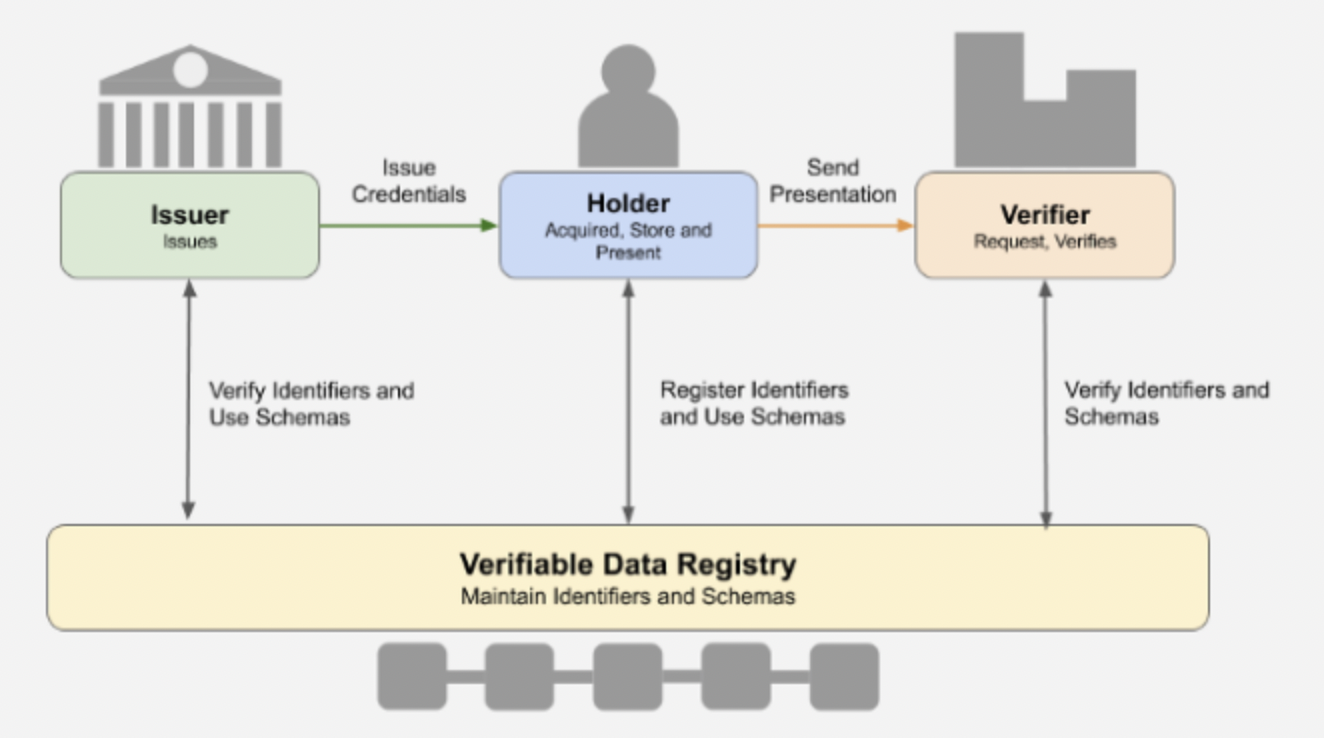 Issue
Credentials
Send
Presentation
Issuer
Issues
Holder
Acquired, Store and
Present
Verifier
Request, Verifies
Verify Identifiers and
Use Schemas
Register Identifiers
and Use Schemas
Verify Identifiers and
Schemas
Verifiable Data Registry
Maintain Identifiers and Schemas